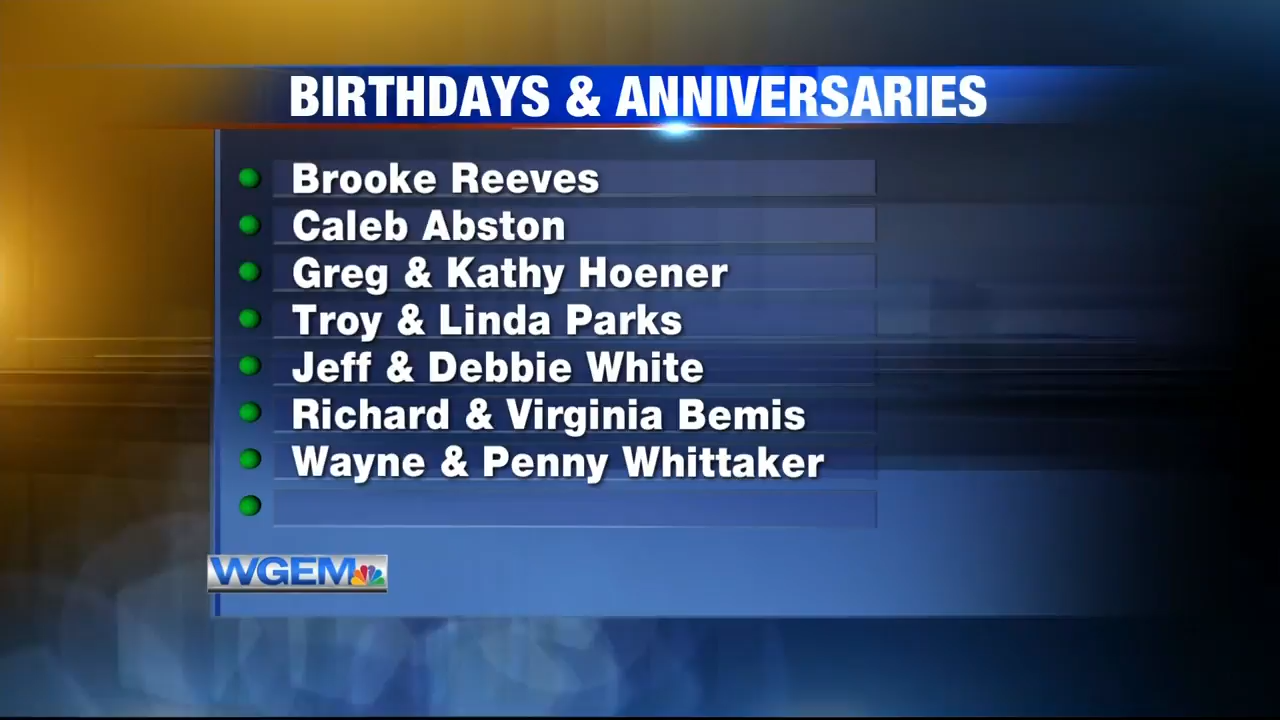 BIRTHDAYS & ANNIVERSARIES
Brooke Reeves
Caleb Abston
Greg & Kathy Hoener
Troy & Linda Parks
Jeff & Debbie White
Richard & Virginia Bemis
Wayne & Penny Whittaker
WGEM